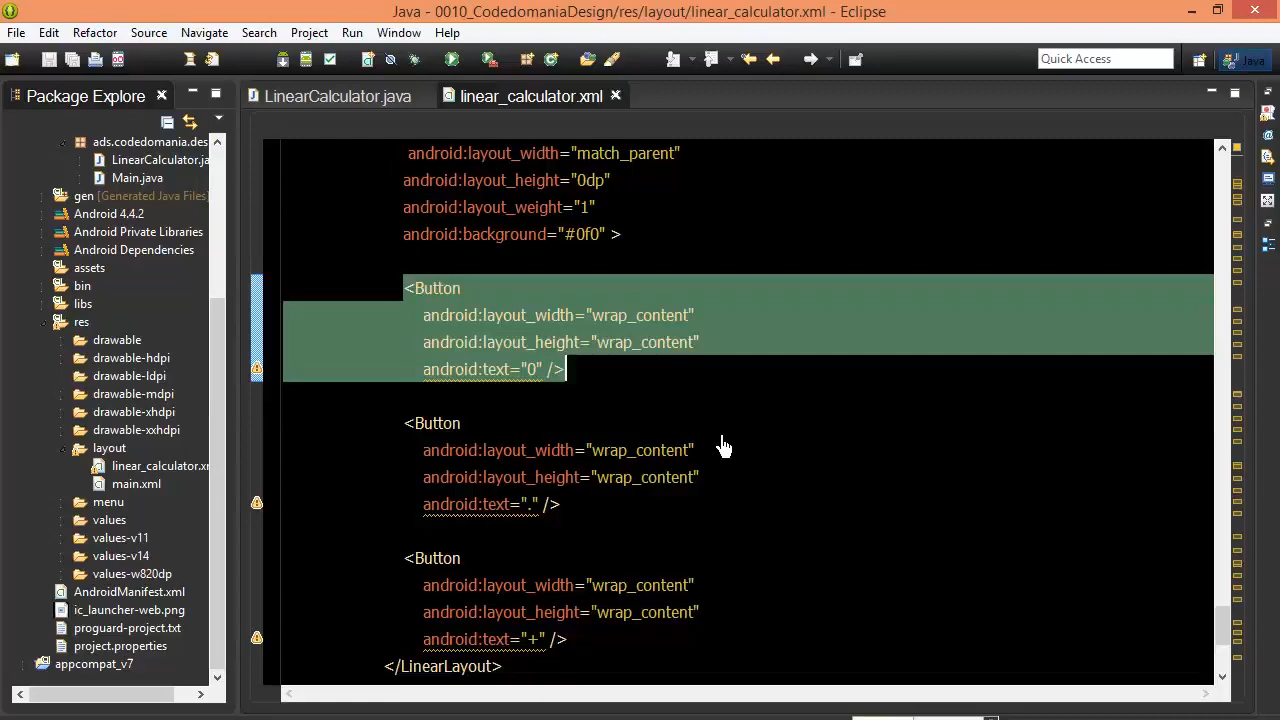 Java - 0010_CodedomaniaDesign/res/layout/linear_calculator.xml - Eclipse
File Edit Refactor Source Navigate Search Project Run Window Help
Quick Access
Java
Package Explore
LinearCalculator.java
linear_calculator.xml
ads.codedomania.des
LinearCalculator.ja
Main.java
gen [Generated Java Files]
Android 4.4.2
Android Private Libraries
Android Dependencies
assets
bin
libs
res
drawable
drawable-hdpi
drawable-ldpi
drawable-mdpi
drawable-xhdpi
drawable-xxhdpi
layout
linear_calculator.xr
main.xml
menu
values
values-v11
values-v14
values-w820dp
AndroidManifest.xml
ic_launcher-web.png
proguard-project.txt
project.properties
appcompat_v7
android:layout_width="match_parent"
android:layout_height="0dp"
android:layout_weight="1"
android:background="#0f0" >
<Button
android:layout_width="wrap_content"
android:layout_height="wrap_content"
android:text="0" />
<Button
android:layout_width="wrap_content"
android:layout_height="wrap_content"
android:text="." />
<Button
android:layout_width="wrap_content"
android:layout_height="wrap_content"
android:text="+" />
</LinearLayout>